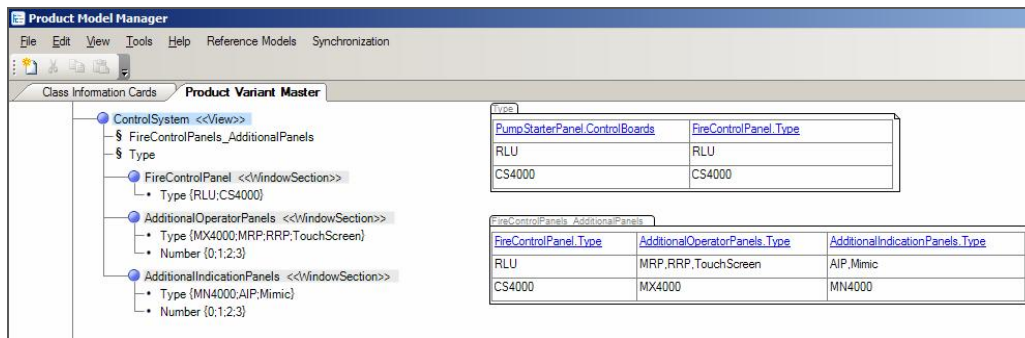 Product Model Manager
File Edit View Tools Help Reference Models Synchronization
Class Information Cards Product Variant Master
ControlSystem <<View>>
§ FireControlPanels_AdditionalPanels
§ Type
FireControlPanel <<WindowSection>>
• Type {RLU;CS4000}
AdditionalOperatorPanels <<WindowSection>>
• Type {MX4000;MRP;RRP;TouchScreen}
• Number {0;1;2;3}
AdditionalIndicationPanels <<WindowSection>>
• Type {MN4000;AIP;Mimic}
• Number {0;1;2;3}
Type
PumpStarterPanel.ControlBoards FireControlPanel.Type
RLU RLU
CS4000 CS4000
FireControlPanels_AdditionalPanels
FireControlPanel.Type AdditionalOperatorPanels.Type AdditionalIndicationPanels.Type
RLU MRP,RRP,TouchScreen AIP,Mimic
CS4000 MX4000 MN4000